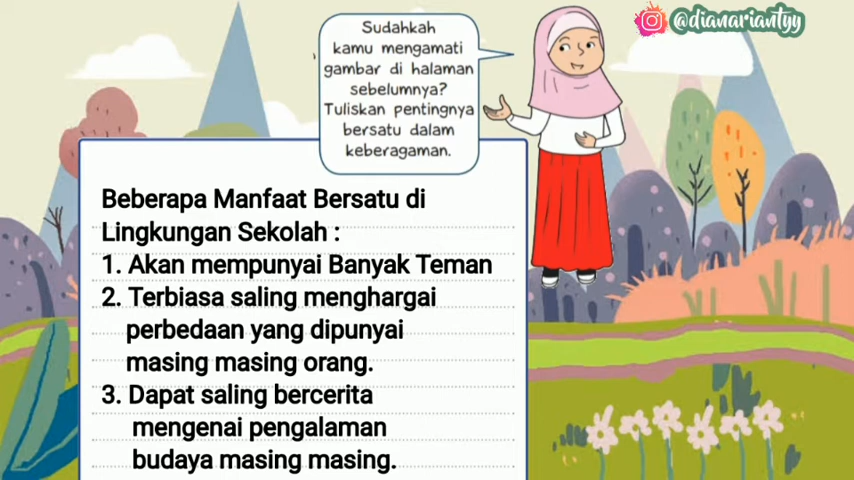 @dianariantyy
Sudahkah
kamu mengamati
gambar di halaman
sebelumnya?
Tuliskan pentingnya
bersatu dalam
keberagaman.
Beberapa Manfaat Bersatu di
Lingkungan Sekolah :
1. Akan mempunyai Banyak Teman
2. Terbiasa saling menghargai
perbedaan yang dipunyai
masing masing orang.
3. Dapat saling bercerita
mengenai pengalaman
budaya masing masing.